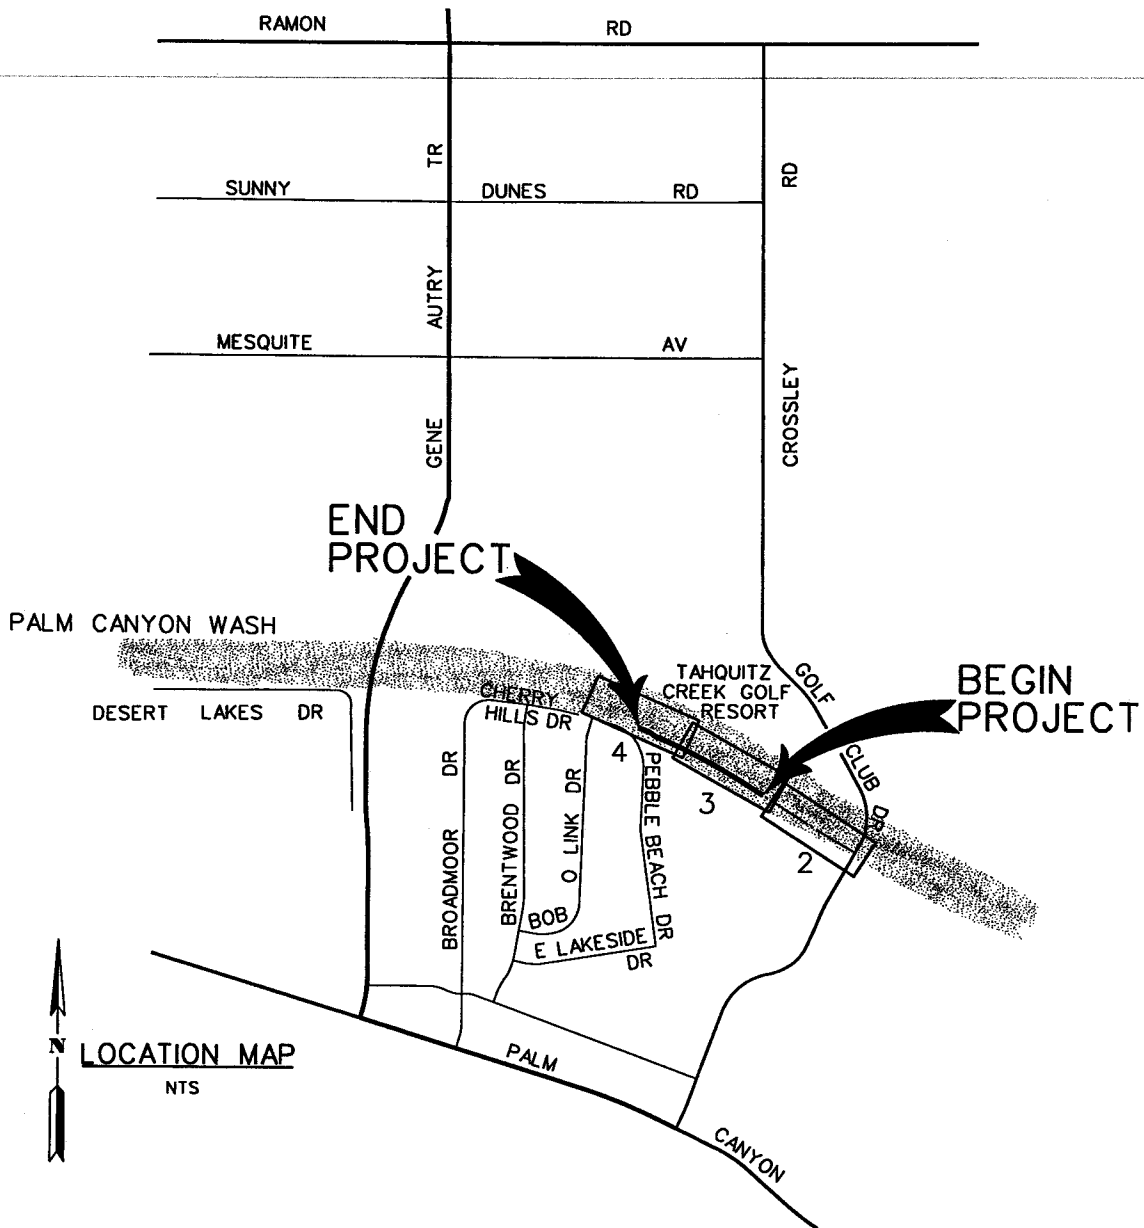 RAMON RD
SUNNY DUNES RD
MESQUITE AV
GENE AUTRY TR
CROSSLEY RD
END
PROJECT
PALM CANYON WASH
DESERT LAKES DR
CHERRY
HILLS DR
TAHQUITZ
CREEK GOLF
RESORT
GOLF CLUB DR
BEGIN
PROJECT
4
3
2
BROADMOOR DR
BRENTWOOD DR
BOB O LINK DR
PEBBLE BEACH DR
E LAKESIDE
DR
PALM CANYON
N
LOCATION MAP
NTS